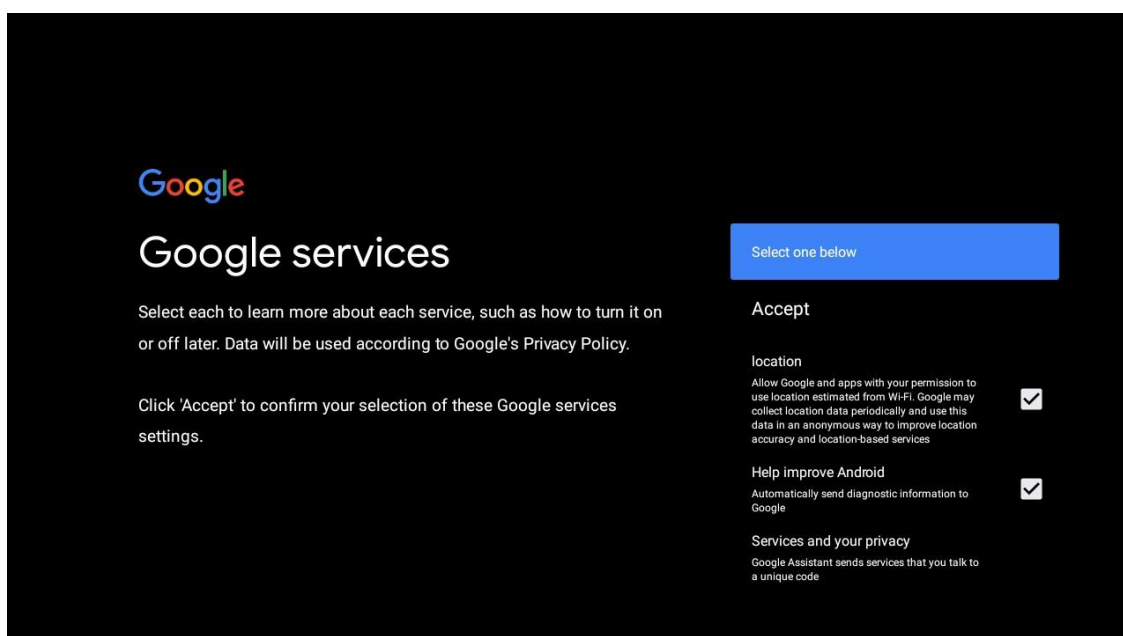 Google
Google services
Select each to learn more about each service, such as how to turn it on
or off later. Data will be used according to Google's Privacy Policy.
Click 'Accept' to confirm your selection of these Google services
settings.
Select one below
Accept
location
Allow Google and apps with your permission to
use location estimated from Wi-Fi. Google may
collect location data periodically and use this
data in an anonymous way to improve location
accuracy and location-based services
Help improve Android
Automatically send diagnostic information to
Google
Services and your privacy
Google Assistant sends services that you talk to
a unique code